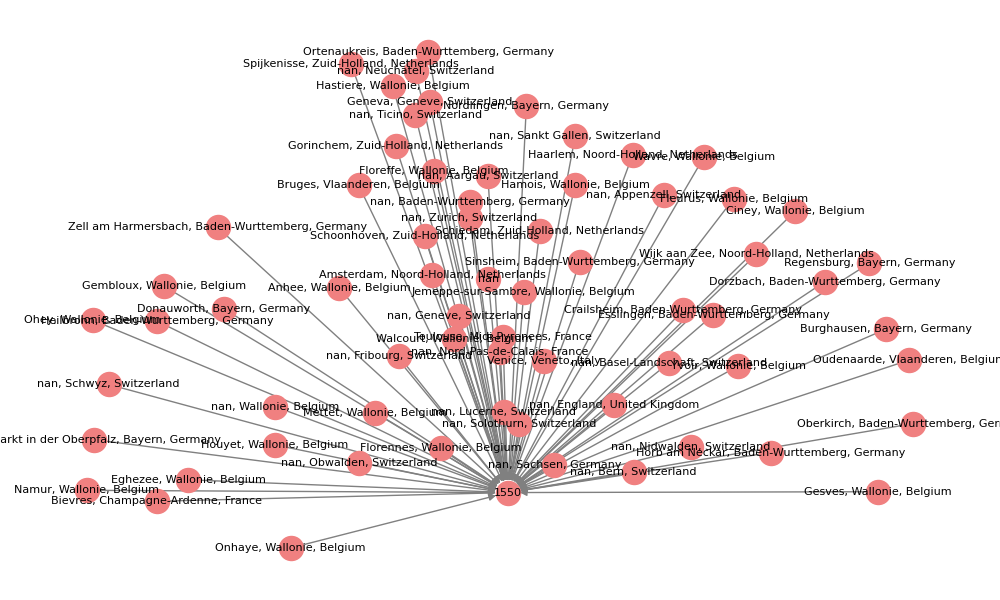 Ortenaukreis, Baden-Wurttemberg, Germany
Spijkenisse, Zuid-Holland, Netherlands
nan, Neuchatel, Switzerland
Hastiere, Wallonie, Belgium
Geneva, Geneve, Switzerland
Nordlingen, Bayern, Germany
nan, Ticino, Switzerland
nan, Sankt Gallen, Switzerland
Gorinchem, Zuid-Holland, Netherlands
Haarlem, Noord-Holland, Netherlands
Wavre, Wallonie, Belgium
Floreffe, Wallonie, Belgium
nan, Aargau, Switzerland
Bruges, Vlaanderen, Belgium
Hamois, Wallonie, Belgium
nan, Appenzell, Switzerland
Fleurus, Wallonie, Belgium
nan, Baden-Wurttemberg, Germany
Ciney, Wallonie, Belgium
nan, Zurich, Switzerland
Zell am Harmersbach, Baden-Wurttemberg, Germany
Schiedam, Zuid-Holland, Netherlands
Schoonhoven, Zuid-Holland, Netherlands
Wijk aan Zee, Noord-Holland, Netherlands
Sinsheim, Baden-Wurttemberg, Germany
Regensburg, Bayern, Germany
Amsterdam, Noord-Holland, Netherlands
nan
Dorzbach, Baden-Wurttemberg, Germany
Gembloux, Wallonie, Belgium
Anhee, Wallonie, Belgium
Jemeppe-sur-Sambre, Wallonie, Belgium
Donauworth, Bayern, Germany
Crailsheim, Baden-Wurttemberg, Germany
nan, Geneve, Switzerland
Esslingen, Baden-Wurttemberg, Germany
Ohey, Wallonie, Belgium
Heilbronn, Baden-Wurttemberg, Germany
Burghausen, Bayern, Germany
Toulouse, Midi-Pyrenees, France
Walcourt, Wallonie, Belgium
nan, Nord-Pas-de-Calais, France
nan, Fribourg, Switzerland
Venice, Veneto, Italy
Oudenaarde, Vlaanderen, Belgium
nan, Basel-Landschaft, Switzerland
Yvoir, Wallonie, Belgium
nan, Schwyz, Switzerland
nan, Wallonie, Belgium
nan, England, United Kingdom
Mettet, Wallonie, Belgium
nan, Lucerne, Switzerland
nan, Solothurn, Switzerland
Oberkirch, Baden-Wurttemberg, Ger
arkt in der Oberpfalz, Bayern, Germany
Houyet, Wallonie, Belgium
Florennes, Wallonie, Belgium
nan, Nidwalden, Switzerland
Horb am Neckar, Baden-Wurttemberg, Germany
nan, Obwalden, Switzerland
nan, Sachsen, Germany
nan, Bern, Switzerland
Eghezee, Wallonie, Belgium
Namur, Wallonie, Belgium
1550
Gesves, Wallonie, Belgium
Bievres, Champagne-Ardenne, France
Onhaye, Wallonie, Belgium